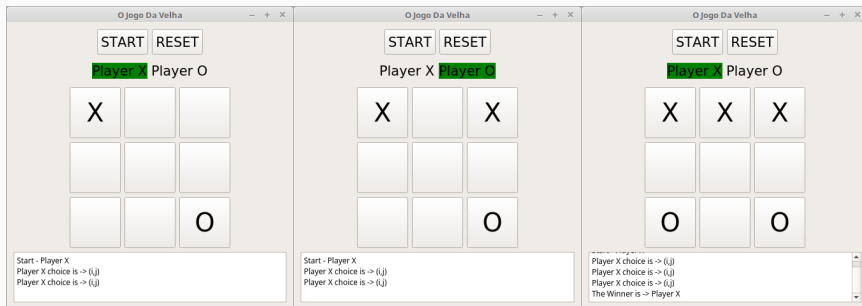 O Jogo Da Velha
START RESET
Player X Player O
X
O
Start - Player X
Player X choice is -> (i,j)
Player X choice is -> (i,j)
O Jogo Da Velha
START RESET
Player X Player O
X X
O
Start - Player X
Player X choice is -> (i,j)
Player X choice is -> (i,j)
O Jogo Da Velha
START RESET
Player X Player O
X X X
O O
Start - Player X
Player X choice is -> (i,j)
Player X choice is -> (i,j)
Player X choice is -> (i,j)
The Winner is -> Player X